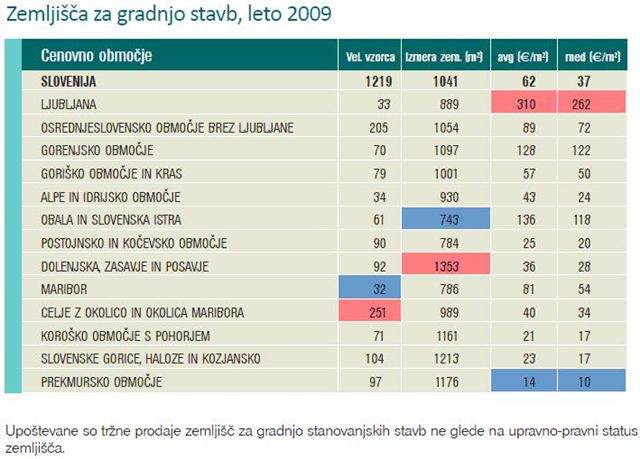 Zemljišča za gradnjo stavb, leto 2009
Cenovno območje Vel. vzorca Izmera zem. (m²) avg (€/m²) med (€/m²)
SLOVENIJA 1219 1041 62 37
LJUBLJANA 33 889 310 262
OSREDNJESLOVENSKO OBMOČJE BREZ LJUBLJANE 205 1054 89 72
GORENJSKO OBMOČJE 70 1097 128 122
GORIŠKO OBMOČJE IN KRAS 79 1001 57 50
ALPE IN IDRIJSKO OBMOČJE 34 930 43 24
OBALA IN SLOVENSKA ISTRA 61 743 136 118
POSTOJNSKO IN KOČEVSKO OBMOČJE 90 784 25 20
DOLENJSKA, ZASAVJE IN POSAVJE 92 1353 36 28
MARIBOR 32 786 81 54
CELJE Z OKOLICO IN OKOLICA MARIBORA 251 989 40 34
KOROŠKO OBMOČJE S POHORJEM 71 1161 21 17
SLOVENSKE GORICE, HALOZE IN KOZJANSKO 104 1213 23 17
PREKMURSKO OBMOČJE 97 1176 14 10
Upoštevane so tržne prodaje zemljišč za gradnjo stanovanjskih stavb ne glede na upravno-pravni status
zemljišča.